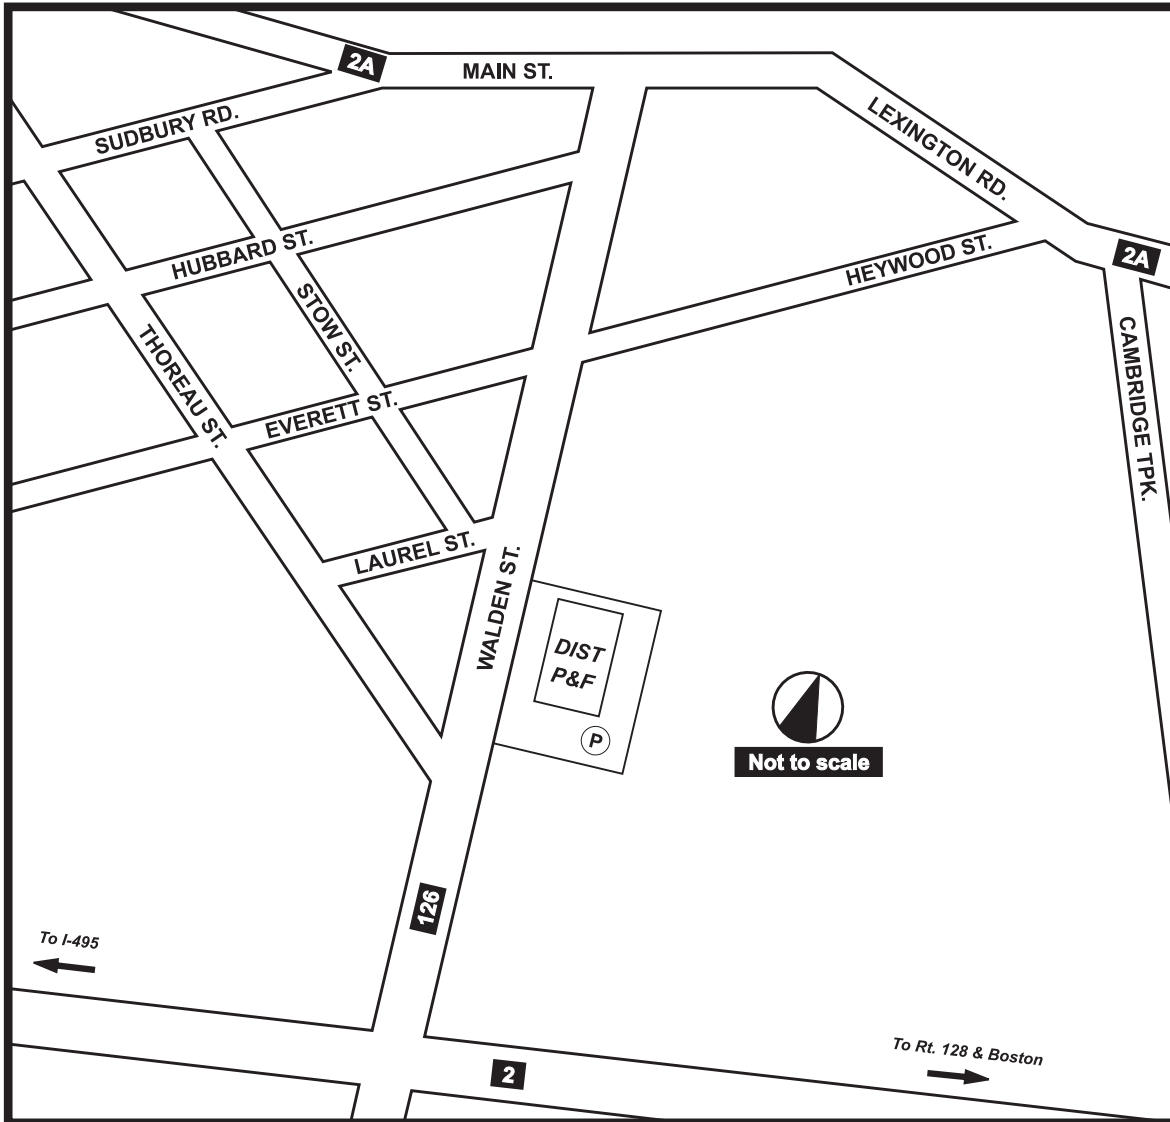 2A
MAIN ST.
SUDBURY RD.
LEXINGTON RD.
HUBBARD ST.
HEYWOOD ST.
2A
STOW ST.
THOREAU ST.
CAMBRIDGE TPK.
EVERETT ST.
LAUREL ST.
WALDEN ST.
DIST
P&F
P
Not to scale
126
To I-495
To Rt. 128 & Boston
2